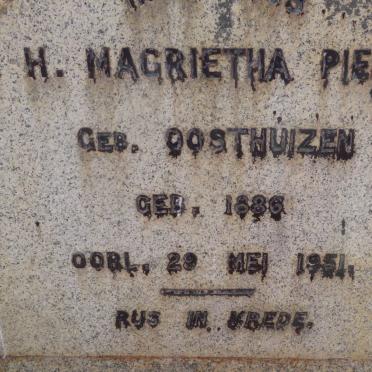 H. MAGRIETHA PIE
GEB. OOSTHUIZEN
GEB. 1886
OORL. 29 MEI 1951.
RUS IN VREDE.